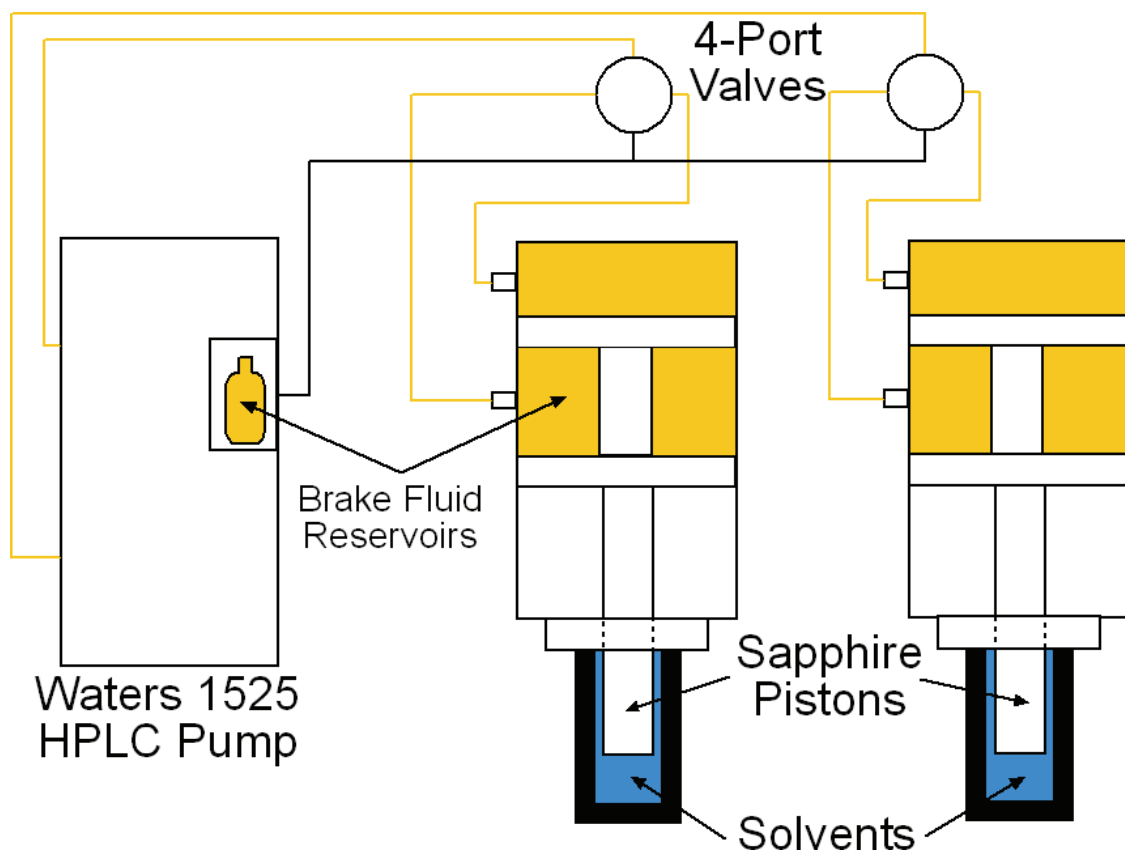 4-Port
Valves
Brake Fluid
Reservoirs
Sapphire
Pistons
Waters 1525
HPLC Pump
Solvents